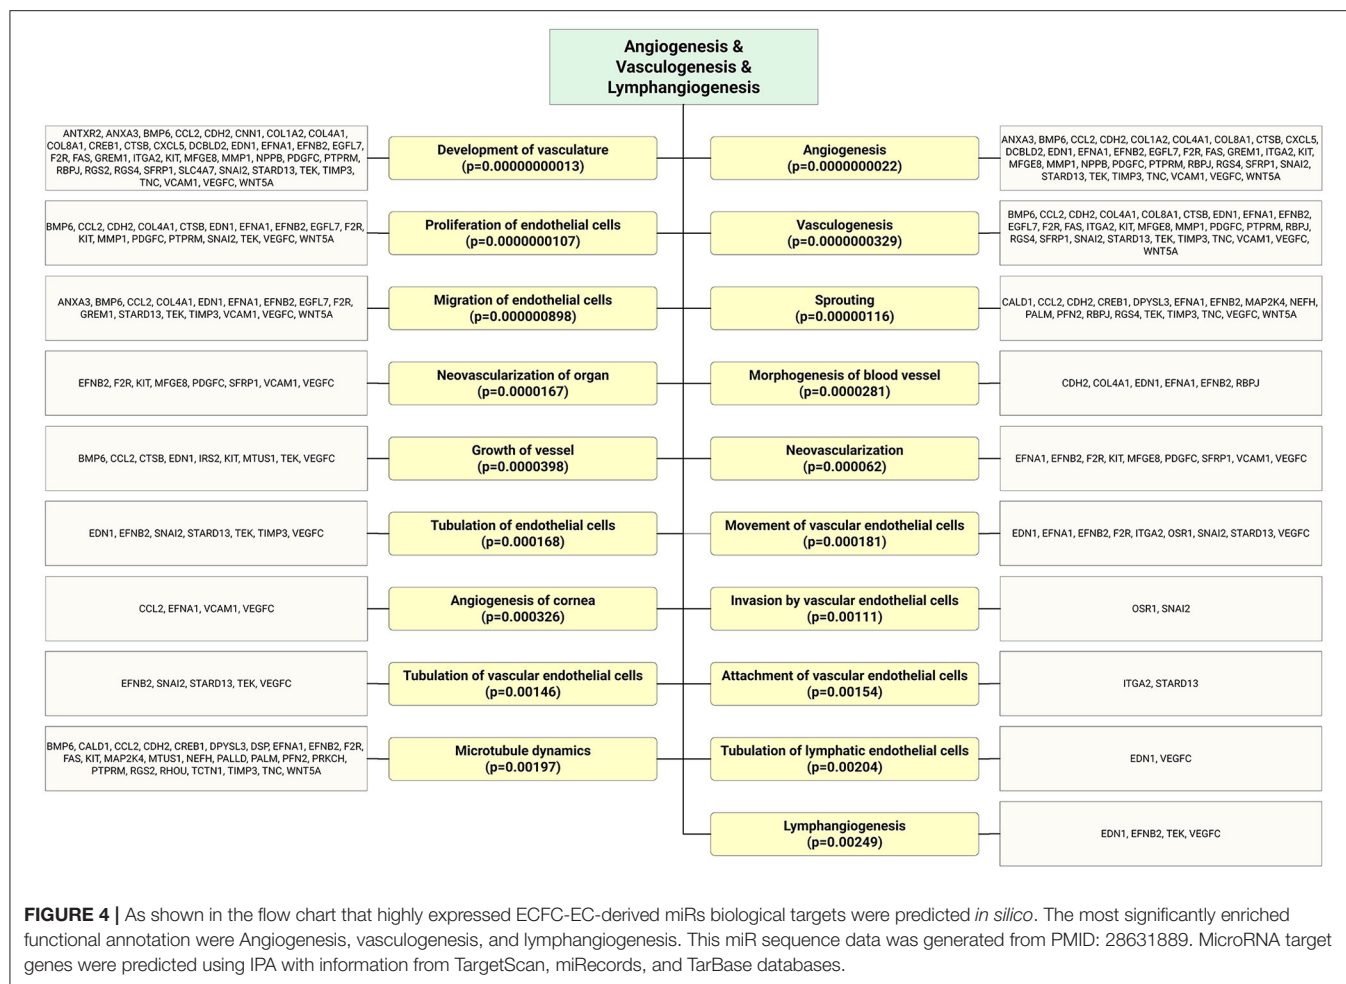 Angiogenesis &
Vasculogenesis &
Lymphangiogenesis
ANTXR2, ANXA3, BMP6, CCL2, CDH2, CNN1, COL1A2, COL4A1,
COL8A1, CREB1, CTSB, CXCL5, DCBLD2, EDN1, EFNA1, EFNB2, EGFL7,
F2R, FAS, GREM1, ITGA2, KIT, MFGE8, MMP1, NPPB, PDGFC, PTPRM,
RBPJ, RGS2, RGS4, SFRP1, SLC4A7, SNAI2, STARD13, TEK, TIMP3,
TNC, VCAM1, VEGFC, WNT5A
Development of vasculature
(p=0.00000000013)
Angiogenesis
(p=0.0000000022)
ANXA3, BMP6, CCL2, CDH2, COL1A2, COL4A1, COL8A1, CTSB, CXCL5,
DCBLD2, EDN1, EFNA1, EFNB2, EGFL7, F2R, FAS, GREM1, ITGA2, KIT,
MFGE8, MMP1, NPPB, PDGFC, PTPRM, RBPJ, RGS4, SFRP1, SNAI2,
STARD13, TEK, TIMP3, TNC, VCAM1, VEGFC, WNT5A
BMP6, CCL2, CDH2, COL4A1, CTSB, EDN1, EFNA1, EFNB2, EGFL7, F2R,
KIT, MMP1, PDGFC, PTPRM, SNAI2, TEK, VEGFC, WNT5A
Proliferation of endothelial cells
(p=0.0000000107)
Vasculogenesis
(p=0.0000000329)
BMP6, CCL2, CDH2, COL4A1, COL8A1, CTSB, EDN1, EFNA1, EFNB2,
EGFL7, F2R, FAS, ITGA2, KIT, MFGE8, MMP1, PDGFC, PTPRM, RBPJ,
RGS4, SFRP1, SNAI2, STARD13, TEK, TIMP3, TNC, VCAM1, VEGFC,
WNT5A
ANXA3, BMP6, CCL2, COL4A1, EDN1, EFNA1, EFNB2, EGFL7, F2R,
GREM1, STARD13, TEK, TIMP3, VCAM1, VEGFC, WNT5A
Migration of endothelial cells
(p=0.000000898)
Sprouting
(p=0.00000116)
CALD1, CCL2, CDH2, CREB1, DPYSL3, EFNA1, EFNB2, MAP2K4, NEFH,
PALM, PFN2, RBPJ, RGS4, TEK, TIMP3, TNC, VEGFC, WNT5A
EFNB2, F2R, KIT, MFGE8, PDGFC, SFRP1, VCAM1, VEGFC
Neovascularization of organ
(p=0.0000167)
Morphogenesis of blood vessel
(p=0.0000281)
CDH2, COL4A1, EDN1, EFNA1, EFNB2, RBPJ
BMP6, CCL2, CTSB, EDN1, IRS2, KIT, MTUS1, TEK, VEGFC
Growth of vessel
(p=0.0000398)
Neovascularization
(p=0.000062)
EFNA1, EFNB2, F2R, KIT, MFGE8, PDGFC, SFRP1, VCAM1, VEGFC
EDN1, EFNB2, SNAI2, STARD13, TEK, TIMP3, VEGFC
Tubulation of endothelial cells
(p=0.000168)
Movement of vascular endothelial cells
(p=0.000181)
EDN1, EFNA1, EFNB2, F2R, ITGA2, OSR1, SNAI2, STARD13, VEGFC
CCL2, EFNA1, VCAM1, VEGFC
Angiogenesis of cornea
(p=0.000326)
Invasion by vascular endothelial cells
(p=0.00111)
OSR1, SNAI2
EFNB2, SNAI2, STARD13, TEK, VEGFC
Tubulation of vascular endothelial cells
(p=0.00146)
Attachment of vascular endothelial cells
(p=0.00154)
ITGA2, STARD13
BMP6, CALD1, CCL2, CDH2, CREB1, DPYSL3, DSP, EFNA1, EFNB2, F2R,
FAS, KIT, MAP2K4, MTUS1, NEFH, PALLD, PALM, PFN2, PRKCH,
PTPRM, RGS2, RHOU, TCTN1, TIMP3, TNC, WNT5A
Microtubule dynamics
(p=0.00197)
Tubulation of lymphatic endothelial cells
(p=0.00204)
EDN1, VEGFC
Lymphangiogenesis
(p=0.00249)
EDN1, EFNB2, TEK, VEGFC
FIGURE 4 | As shown in the flow chart that highly expressed ECFC-EC-derived miRs biological targets were predicted in silico. The most significantly enriched
functional annotation were Angiogenesis, vasculogenesis, and lymphangiogenesis. This miR sequence data was generated from PMID: 28631889. MicroRNA target
genes were predicted using IPA with information from TargetScan, miRecords, and TarBase databases.